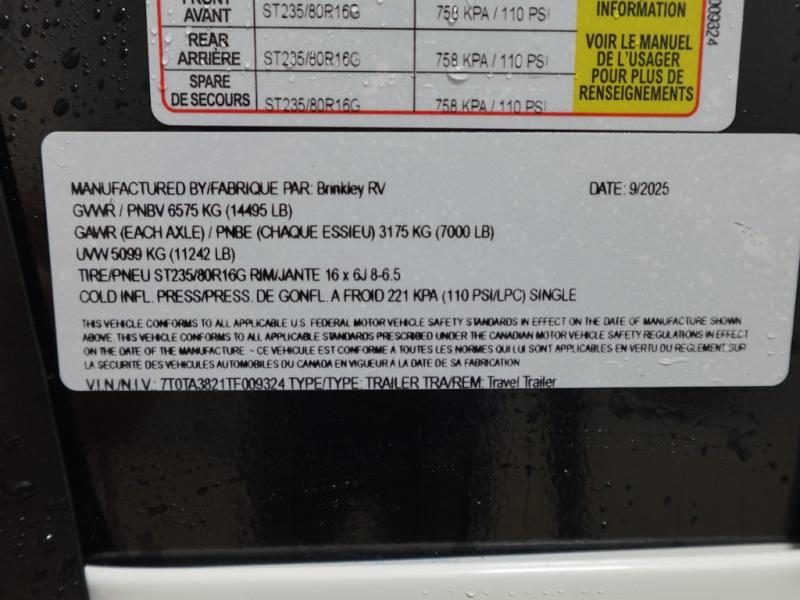 FRONT
AVANT ST235/80R16G 758 KPA / 110 PSI
INFORMATION
REAR
ARRIÈRE ST235/80R16G 758 KPA / 110 PSI
SPARE
DE SECOURS ST235/80R16G 758 KPA / 110 PSI
VOIR LE MANUEL
DE L'USAGER
POUR PLUS DE
RENSEIGNEMENTS
009324
MANUFACTURED BY/FABRIQUE PAR: Brinkley RV DATE: 9/2025
GVWR / PNBV 6575 KG (14495 LB)
GAWR (EACH AXLE) / PNBE (CHAQUE ESSIEU) 3175 KG (7000 LB)
UVW 5099 KG (11242 LB)
TIRE/PNEU ST235/80R16G RIM/JANTE 16 x 6J 8-6.5
COLD INFL. PRESS/PRESS. DE GONFL. A FROID 221 KPA (110 PSI/LPC) SINGLE
THIS VEHICLE CONFORMS TO ALL APPLICABLE U.S. FEDERAL MOTOR VEHICLE SAFETY STANDARDS IN EFFECT ON THE DATE OF MANUFACTURE SHOWN
ABOVE. THIS VEHICLE CONFORMS TO ALL APPLICABLE STANDARDS PRESCRIBED UNDER THE CANADIAN MOTOR VEHICLE SAFETY REGULATIONS IN EFFECT
ON THE DATE OF THE MANUFACTURE ~ CE VEHICULE EST CONFORME A TOUTES LES NORMES QUI LUI SONT APPLICABLES EN VERTU DU REGLEMENT SUR
LA SECURITE DES VEHICULES AUTOMOBILES DU CANADA EN VIGUEUR A LA DATE DE SA FABRICATION
V.I.N./N.I.V.: 7T0TA3821TF009324 TYPE/TYPE: TRAILER TRA/REM: Travel Trailer